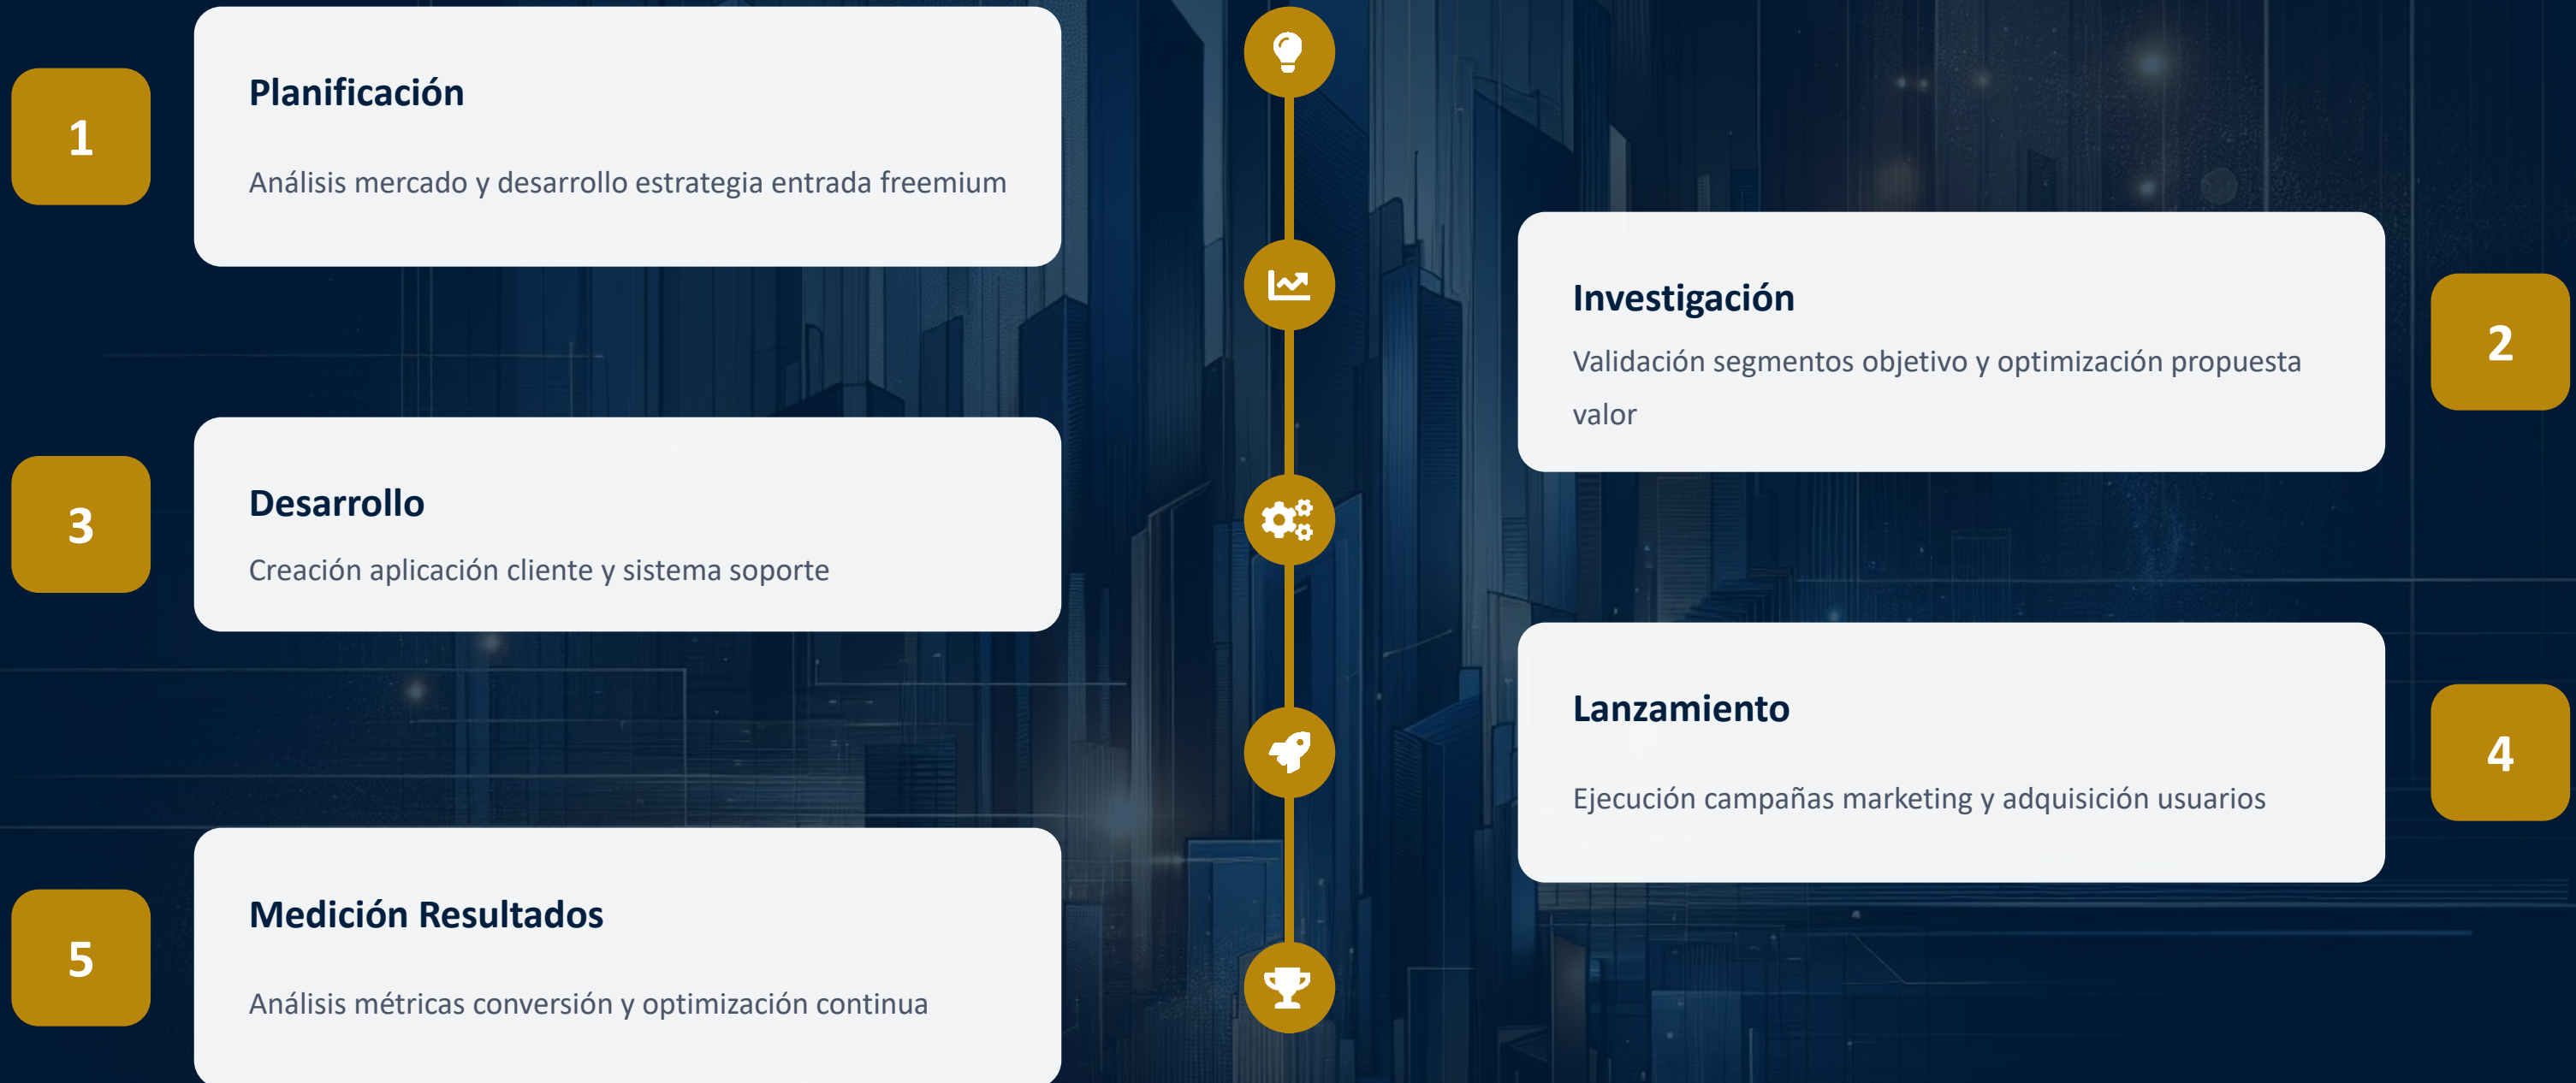 1
Planificación
Análisis mercado y desarrollo estrategia entrada freemium
2
Investigación
Validación segmentos objetivo y optimización propuesta
valor
3
Desarrollo
Creación aplicación cliente y sistema soporte
4
Lanzamiento
Ejecución campañas marketing y adquisición usuarios
5
Medición Resultados
Análisis métricas conversión y optimización continua